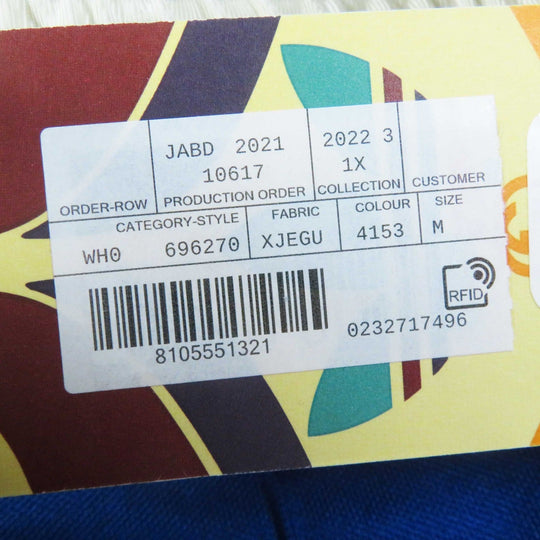 JABD 2021 2022 3
10617 1X
ORDER-ROW PRODUCTION ORDER COLLECTION CUSTOMER
CATEGORY-STYLE FABRIC COLOUR SIZE
WH0 696270 XJEGU 4153 M
RFID
8105551321 0232717496